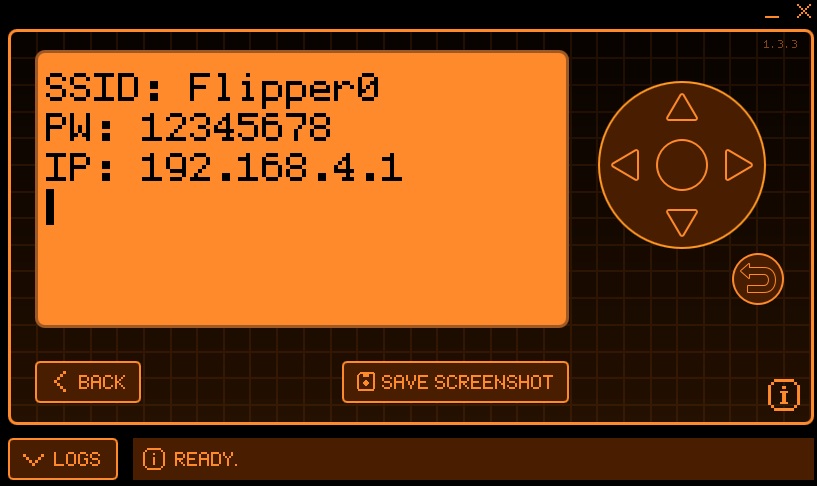 1.3.3
SSID: Flipper0
PW: 12345678
IP: 192.168.4.1
BACK
SAVE SCREENSHOT
LOGS
READY.